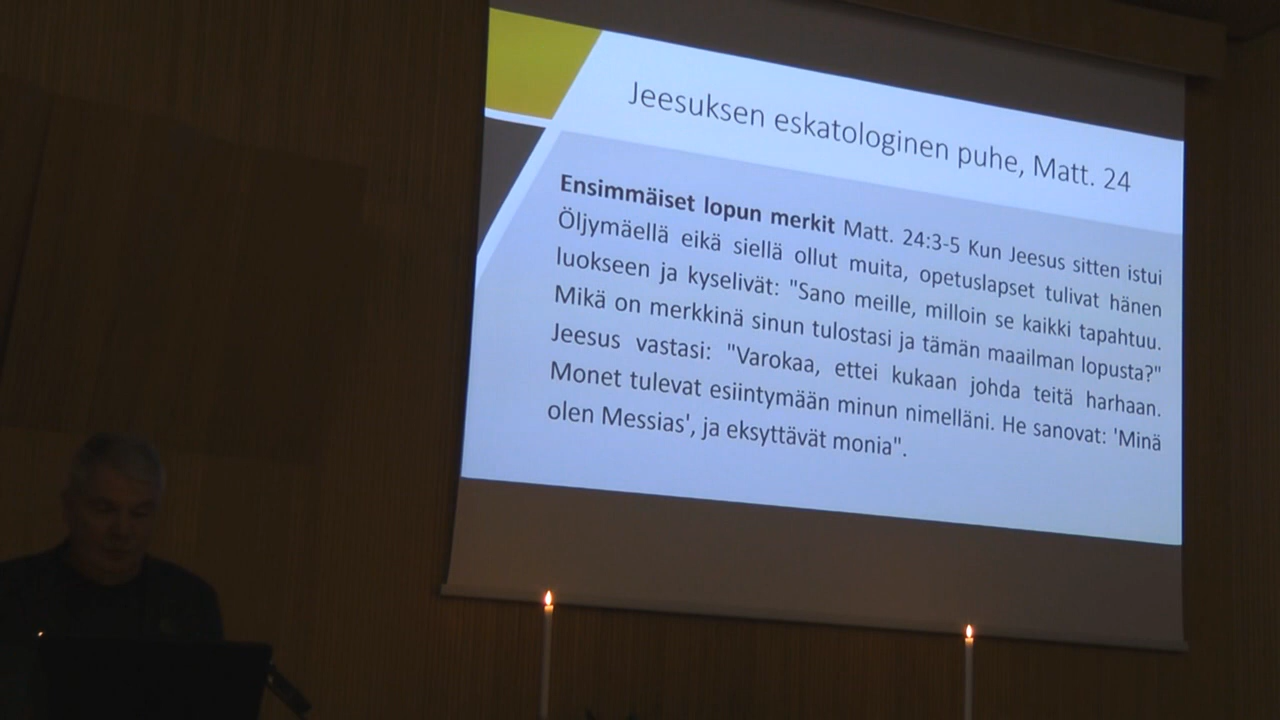 Jeesuksen eskatologinen puhe, Matt. 24
Ensimmäiset lopun merkit Matt. 24:3-5 Kun Jeesus sitten istui
Öljymäellä eikä siellä ollut muita, opetuslapset tulivat hänen
luokseen ja kyselivät: "Sano meille, milloin se kaikki tapahtuu.
Mikä on merkkinä sinun tulostasi ja tämän maailman lopusta?"
Jeesus vastasi: "Varokaa, ettei kukaan johda teitä harhaan.
Monet tulevat esiintymään minun nimelläni. He sanovat: 'Minä
olen Messias', ja eksyttävät monia".